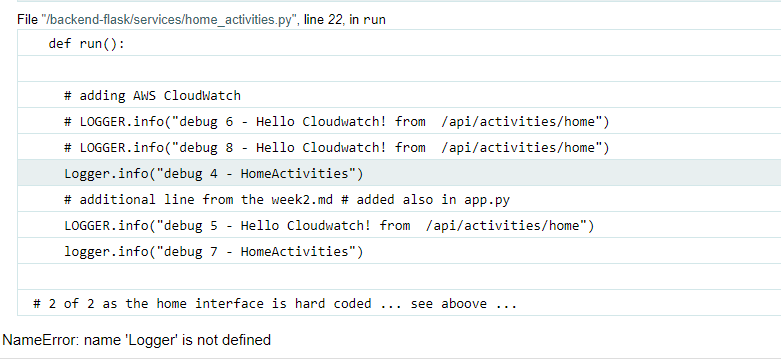 File "/backend-flask/services/home_activities.py", line 22, in run
def run():
# adding AWS CloudWatch
# LOGGER.info("debug 6 - Hello Cloudwatch! from  /api/activities/home")
# LOGGER.info("debug 8 - Hello Cloudwatch! from  /api/activities/home")
Logger.info("debug 4 - HomeActivities")
# additional line from the week2.md # added also in app.py
LOGGER.info("debug 5 - Hello Cloudwatch! from  /api/activities/home")
logger.info("debug 7 - HomeActivities")
# 2 of 2 as the home interface is hard coded ... see aboove ...
NameError: name 'Logger' is not defined